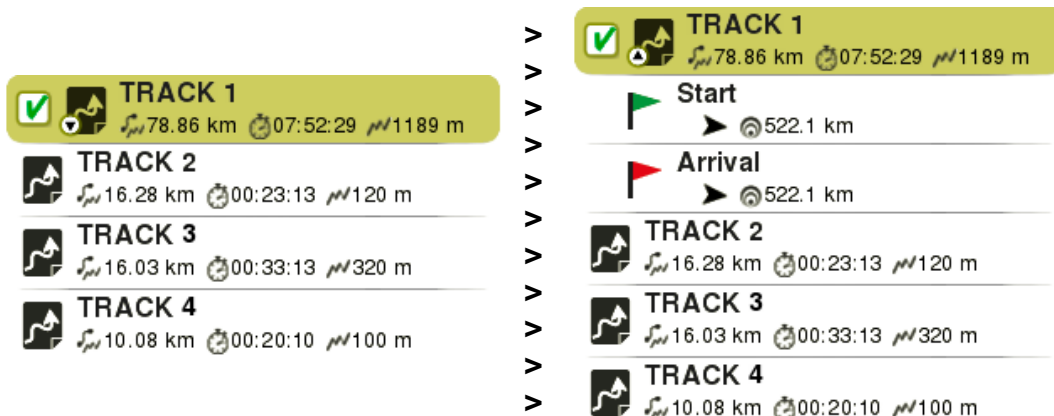 TRACK 1
78.86 km 07:52:29 1189 m
TRACK 2
16.28 km 00:23:13 120 m
TRACK 3
16.03 km 00:33:13 320 m
TRACK 4
10.08 km 00:20:10 100 m
>
>
>
>
>
>
>
>
>
>
>
TRACK 1
78.86 km 07:52:29 1189 m
Start
522.1 km
Arrival
522.1 km
TRACK 2
16.28 km 00:23:13 120 m
TRACK 3
16.03 km 00:33:13 320 m
TRACK 4
10.08 km 00:20:10 100 m